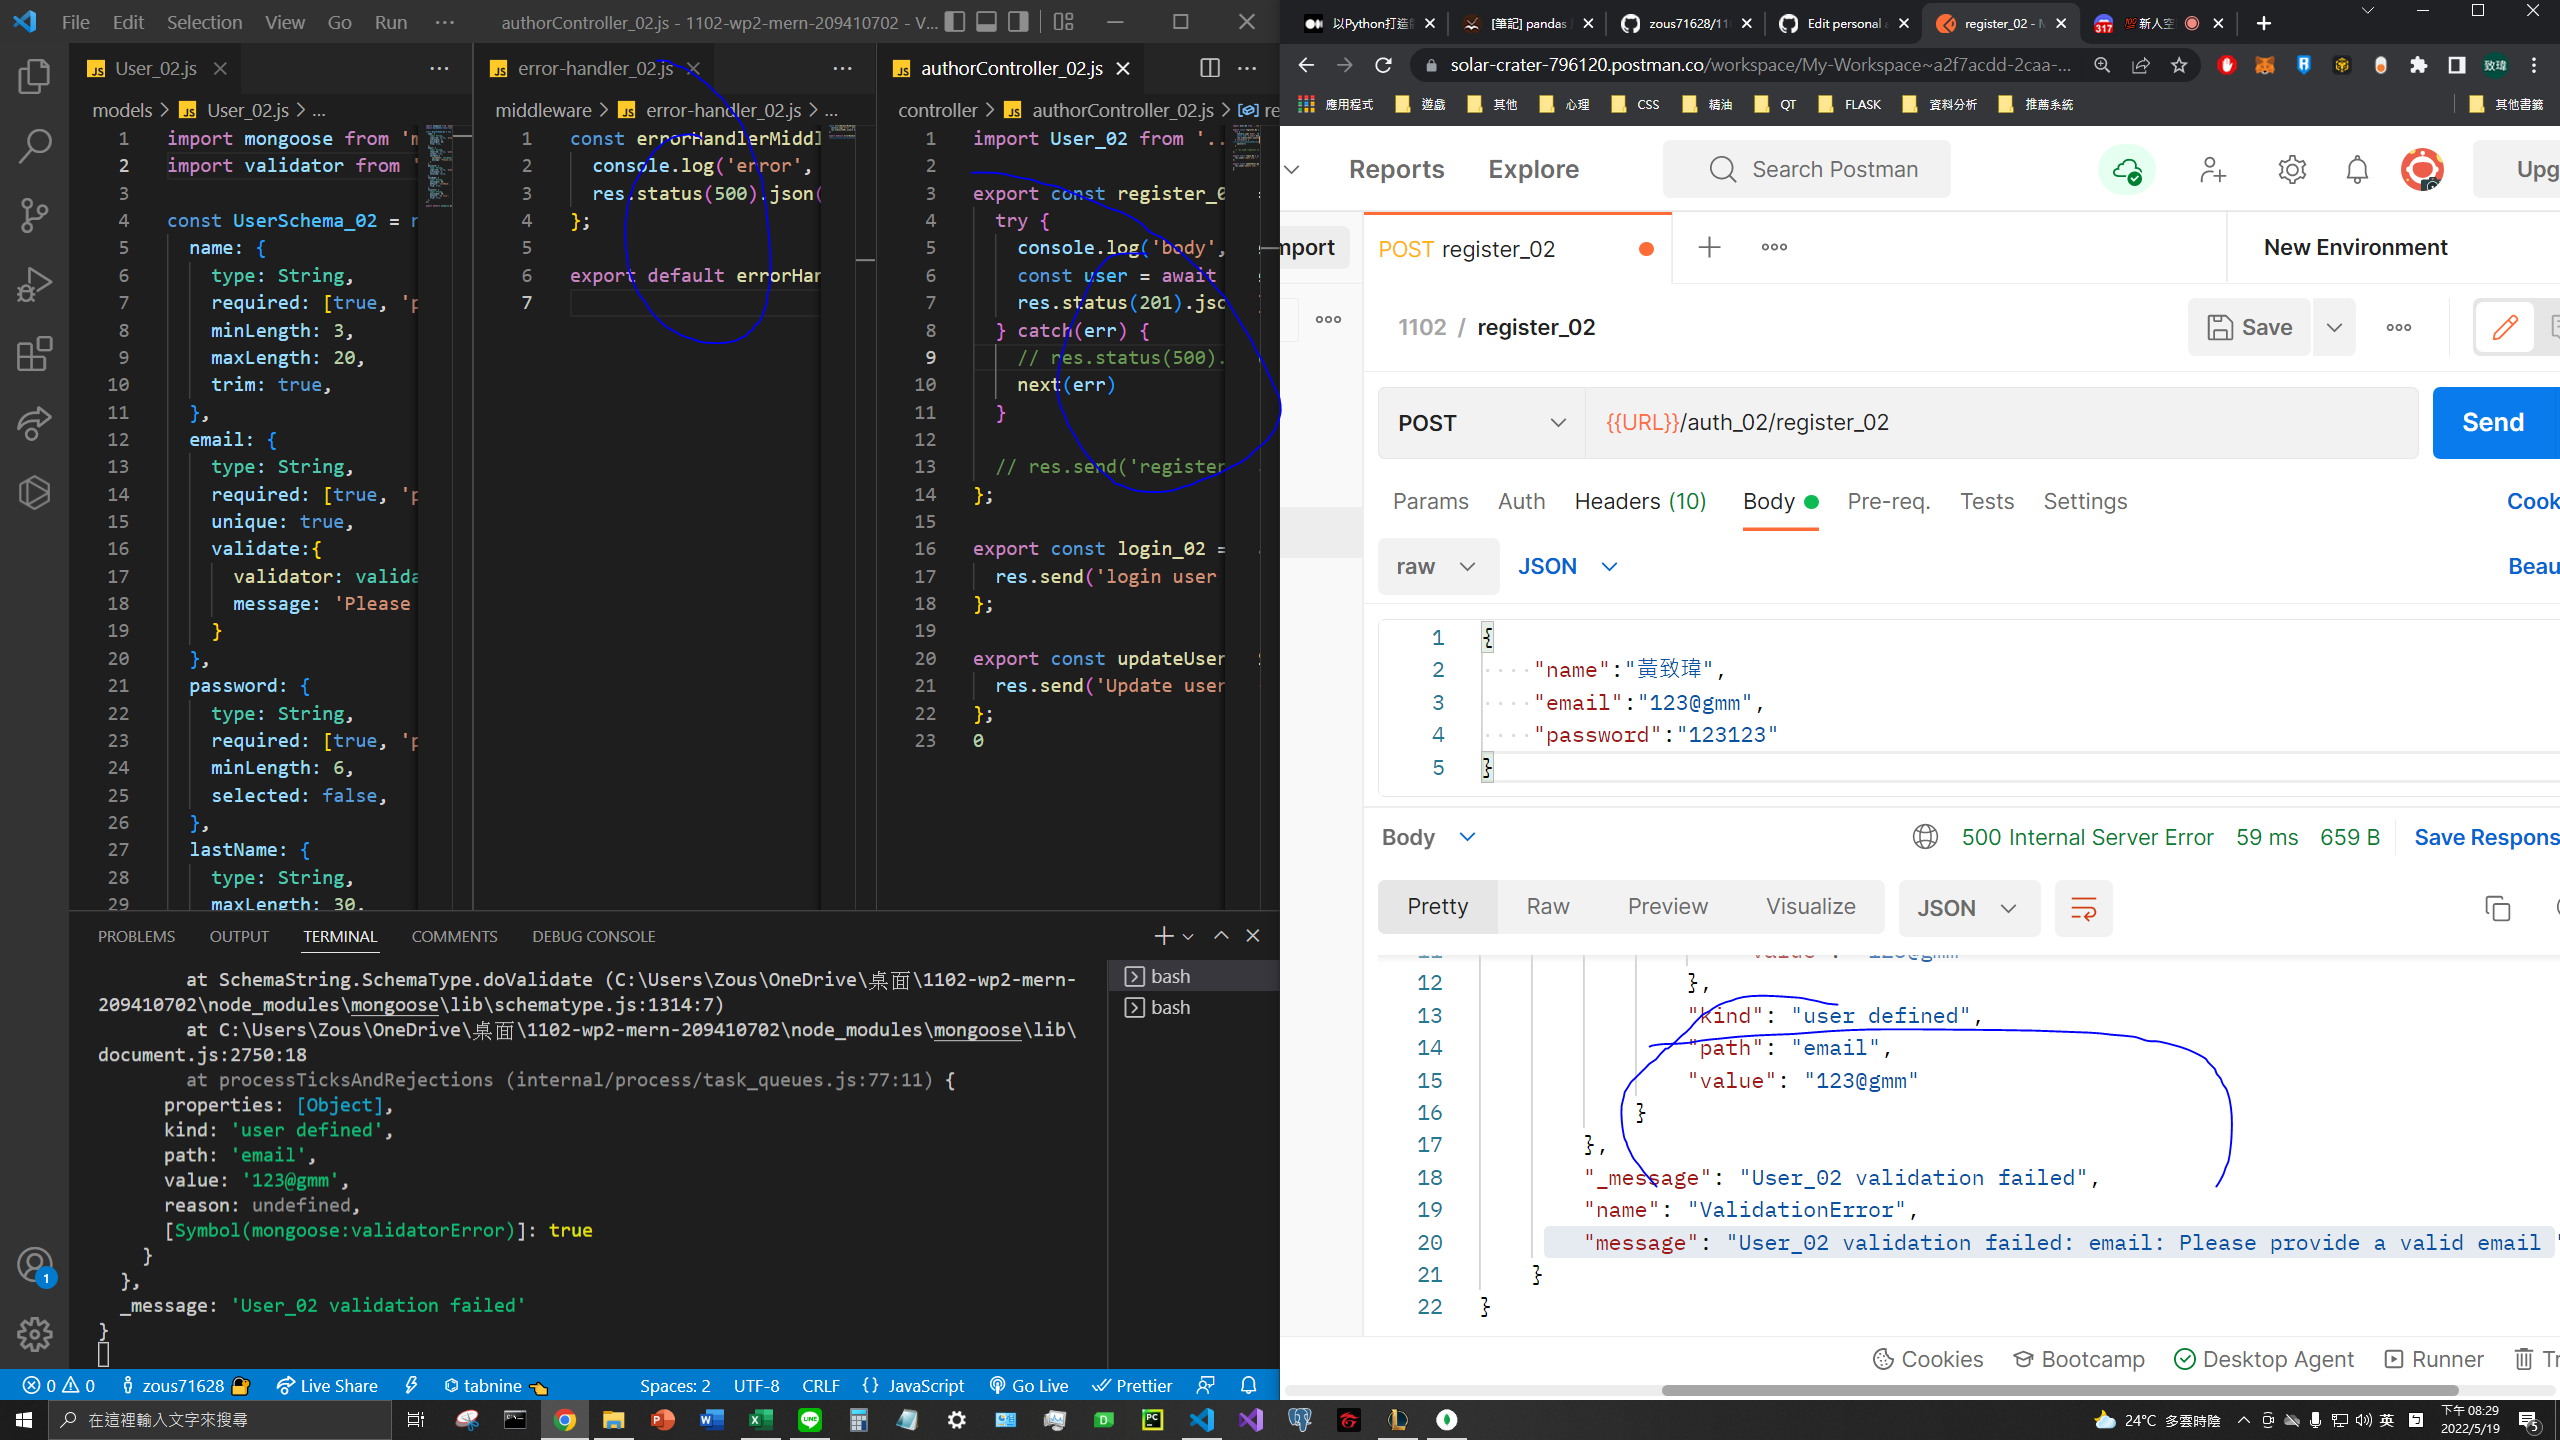 File Edit Selection View Go Run ··· authorController_02.js - 1102-wp2-mern-209410702 - V...
User_02.js
models > User_02.js > ...
1 import mongoose from 'm
2 import validator from '
3
4 const UserSchema_02 = n
5 name: {
6 type: String,
7 required: [true, 'p
8 minLength: 3,
9 maxLength: 20,
10 trim: true,
11 },
12 email: {
13 type: String,
14 required: [true, 'p
15 unique: true,
16 validate:{
17 validator: valida
18 message: 'Please
19 }
20 },
21 password: {
22 type: String,
23 required: [true, 'p
24 minLength: 6,
25 selected: false,
26 },
27 lastName: {
28 type: String,
29 maxLength: 30,
error-handler_02.js
middleware > error-handler_02.js > ...
1 const errorHandlerMiddl
2 console.log('error',
3 res.status(500).json(
4 };
5
6 export default errorHan
7
authorController_02.js
controller > authorController_02.js > re
1 import User_02 from '..
2
3 export const register_0
4 try {
5 console.log('body',
6 const user = await
7 res.status(201).jso
8 } catch(err) {
9 // res.status(500).
10 next(err)
11 }
12
13 // res.send('register
14 };
15
16 export const login_02 =
17 res.send('login user
18 };
19
20 export const updateUser
21 res.send('Update user
22 };
23 0
PROBLEMS OUTPUT TERMINAL COMMENTS DEBUG CONSOLE
at SchemaString.SchemaType.doValidate (C:\Users\Zous\OneDrive\桌面\1102-wp2-mern-
209410702\node_modules\mongoose\lib\schematype.js:1314:7)
at C:\Users\Zous\OneDrive\桌面\1102-wp2-mern-209410702\node_modules\mongoose\lib\
document.js:2750:18
at processTicksAndRejections (internal/process/task_queues.js:77:11) {
properties: [Object],
kind: 'user defined',
path: 'email',
value: '123@gmm',
reason: undefined,
[Symbol(mongoose:validatorError)]: true
}
},
_message: 'User_02 validation failed'
}
bash
bash
1
0 0 zous71628 Live Share tabnine Spaces: 2 UTF-8 CRLF {} JavaScript Go Live Prettier
以Python打造
[筆記] pandas
zous71628/11
Edit personal a
register_02 - M
317 💯新人空
solar-crater-796120.postman.co/workspace/My-Workspace~a2f7acdd-2caa-... 致瑋
應用程式 遊戲 其他 心理 CSS 精油 QT FLASK 資料分析 推薦系統 其他書籤
Reports Explore Search Postman Upg
mport POST register_02 New Environment
1102 / register_02 Save
POST {{URL}}/auth_02/register_02 Send
Params Auth Headers (10) Body Pre-req. Tests Settings Cook
raw JSON Beau
1 {
2 "name":"黃致瑋",
3 "email":"123@gmm",
4 "password":"123123"
5 }
Body 500 Internal Server Error 59 ms 659 B Save Respons
Pretty Raw Preview Visualize JSON
11 "value": "123@gmm"
12 },
13 "kind": "user defined",
14 "path": "email",
15 "value": "123@gmm"
16 }
17 },
18 "_message": "User_02 validation failed",
19 "name": "ValidationError",
20 "message": "User_02 validation failed: email: Please provide a valid email "
21 }
22 }
Cookies Bootcamp Desktop Agent Runner Tr
在這裡輸入文字來搜尋
24°C 多雲時陰 英
下午 08:29
2022/5/19
5